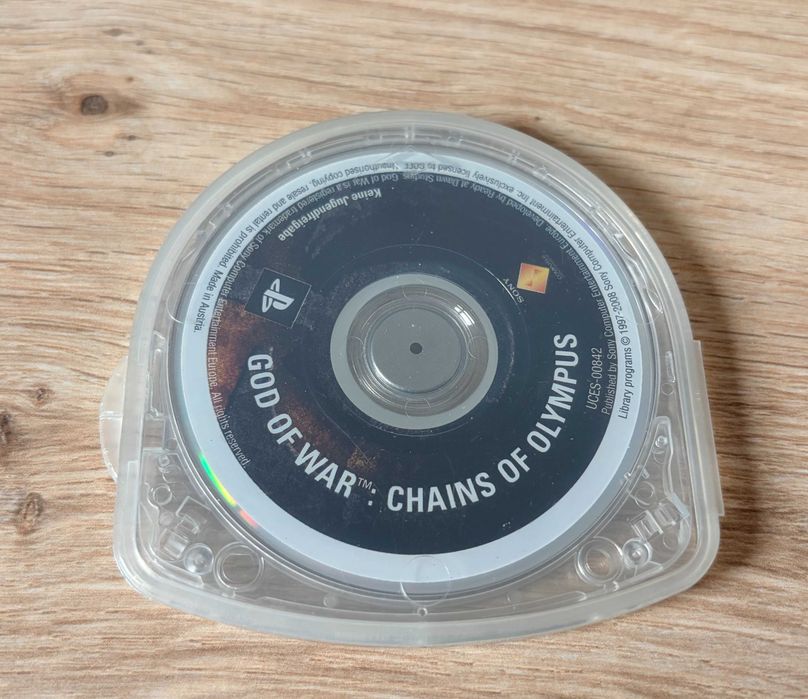 GOD OF WAR™: CHAINS OF OLYMPUS
SONY
UCES-00842
Published by Sony Computer Entertainment Europe. Developed by Ready at Dawn Studios. God of War is a registered trademark of Sony Computer Entertainment Europe. All rights reserved.
Library programs © 1997-2008 Sony Computer Entertainment Inc. exclusively licensed to SCEE. Unauthorised copying, resale and rental is prohibited. Made in Austria.
Keine Jugendfreigabe